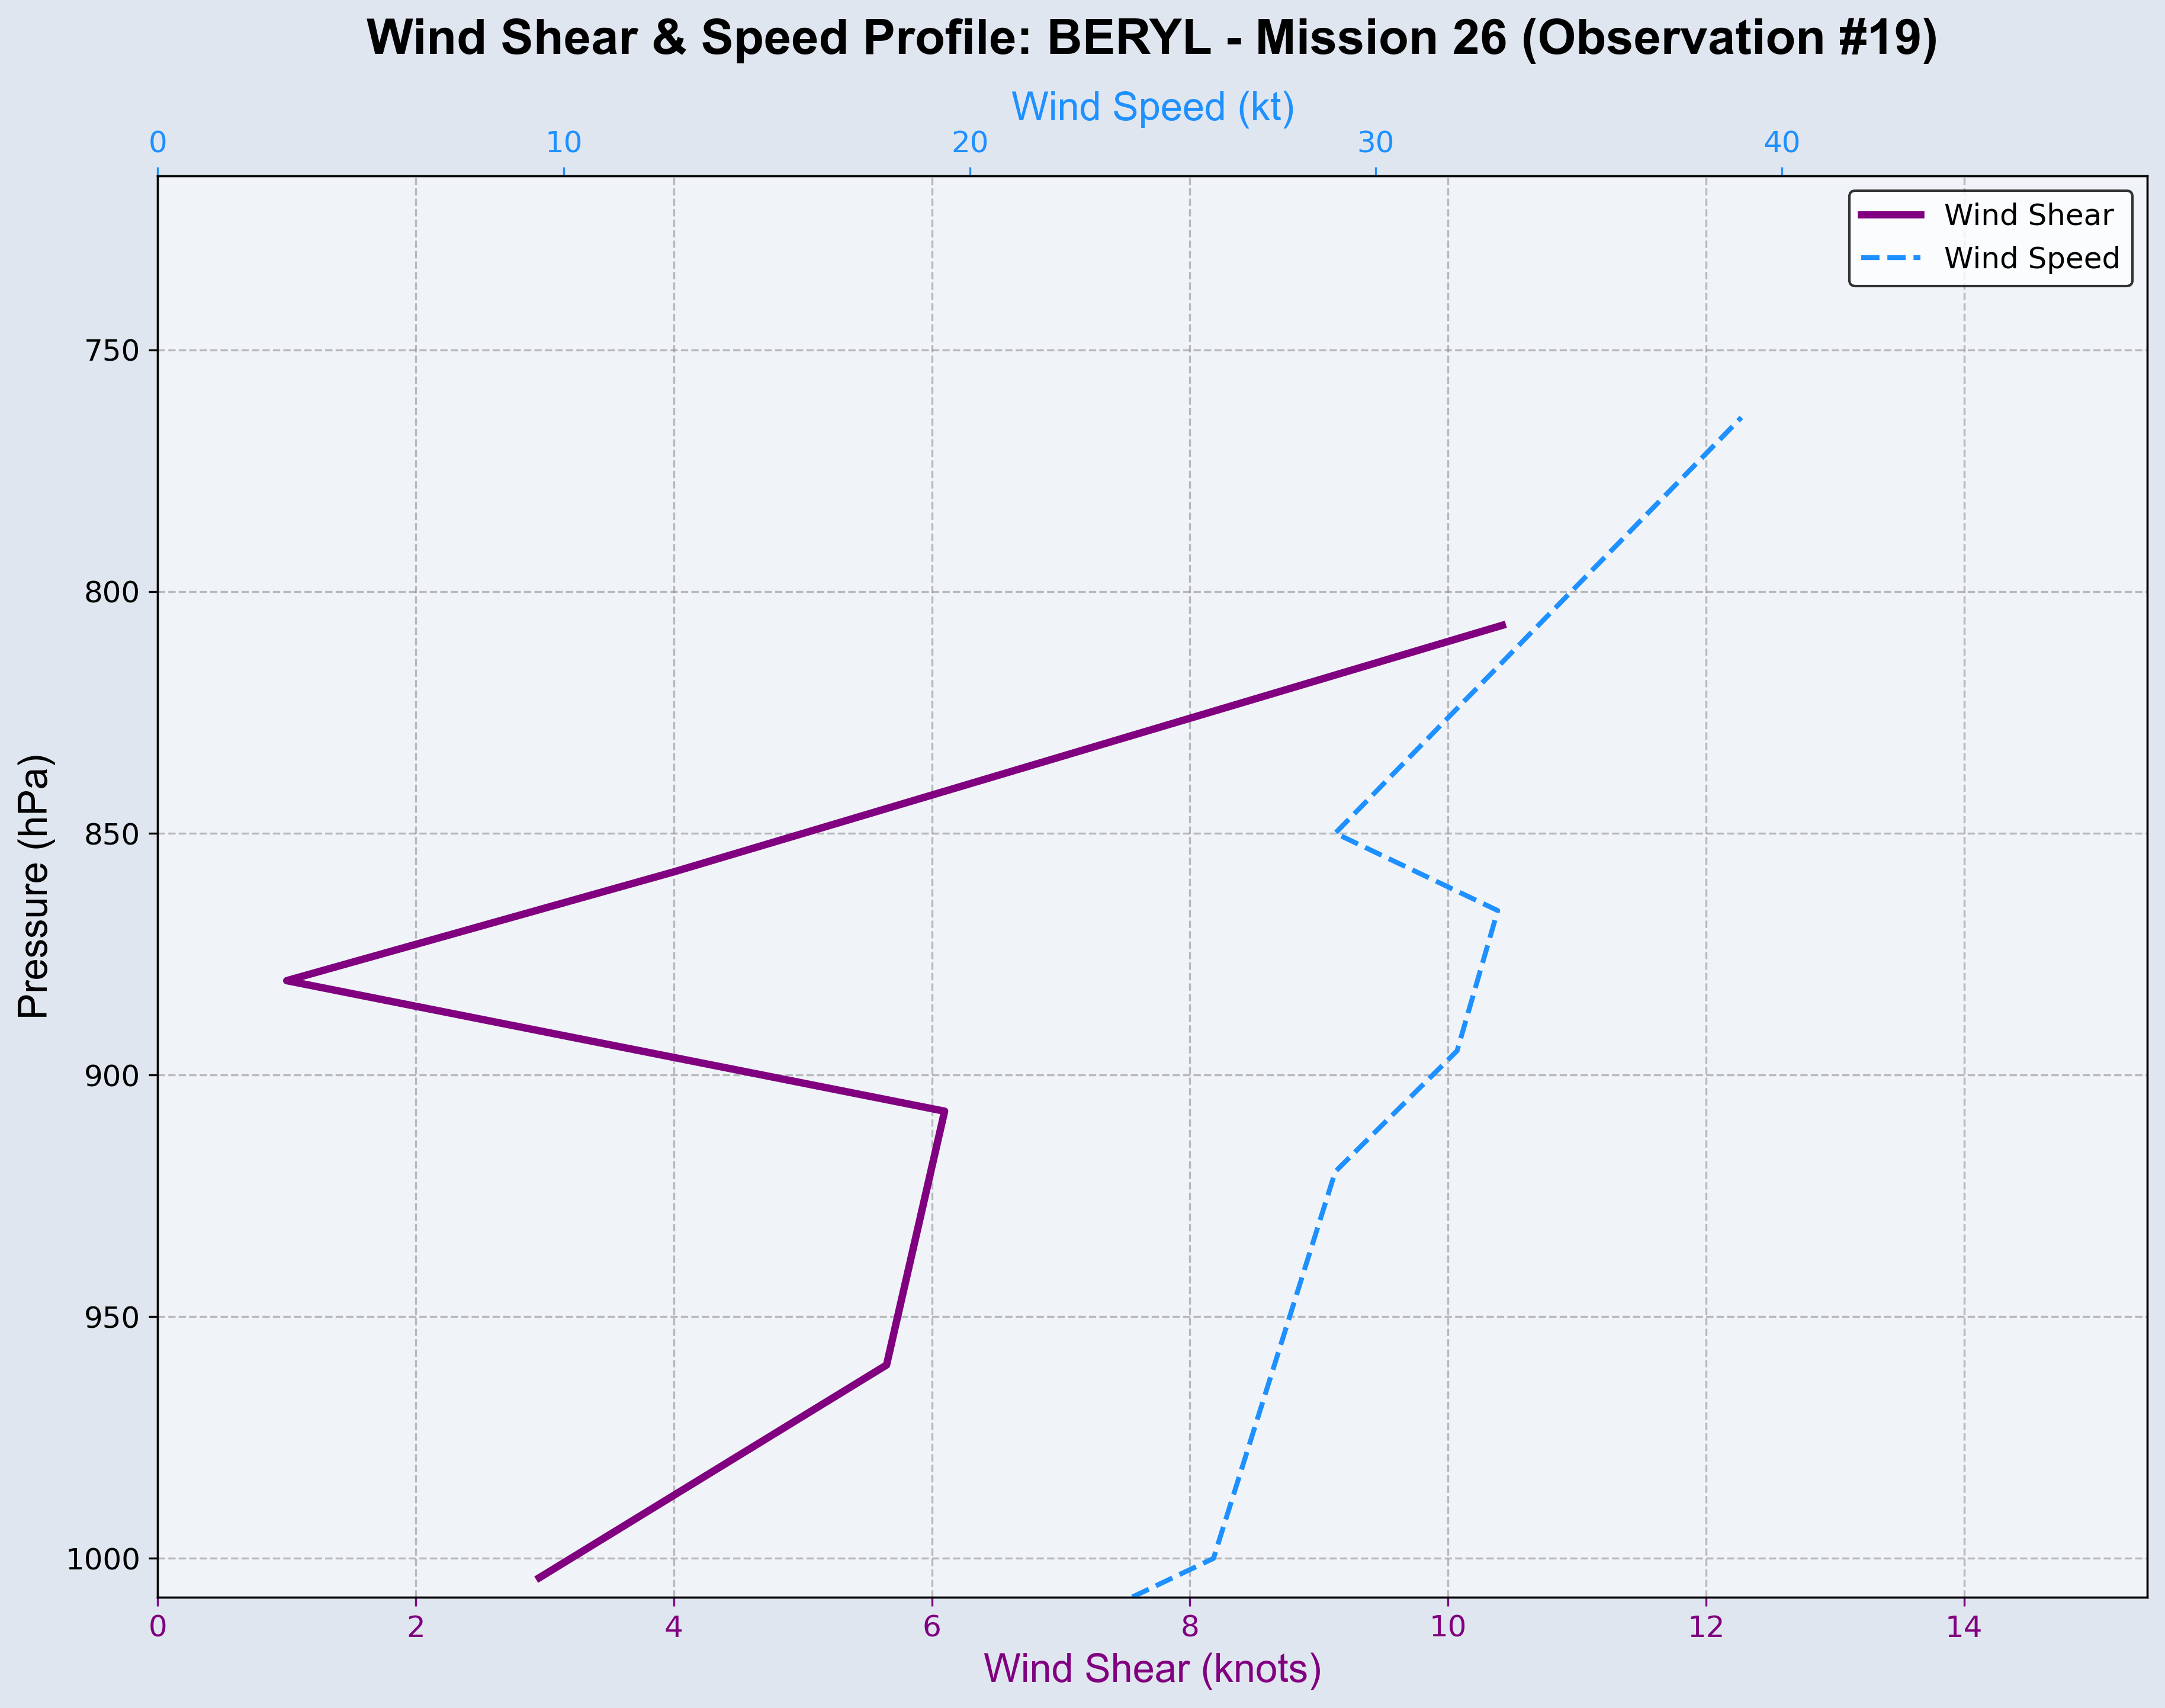 Wind Shear & Speed Profile: BERYL - Mission 26 (Observation #19)
Wind Speed (kt)
0 10 20 30 40
Wind Shear
Wind Speed
750
800
850
900
950
1000
Pressure (hPa)
0 2 4 6 8 10 12 14
Wind Shear (knots)